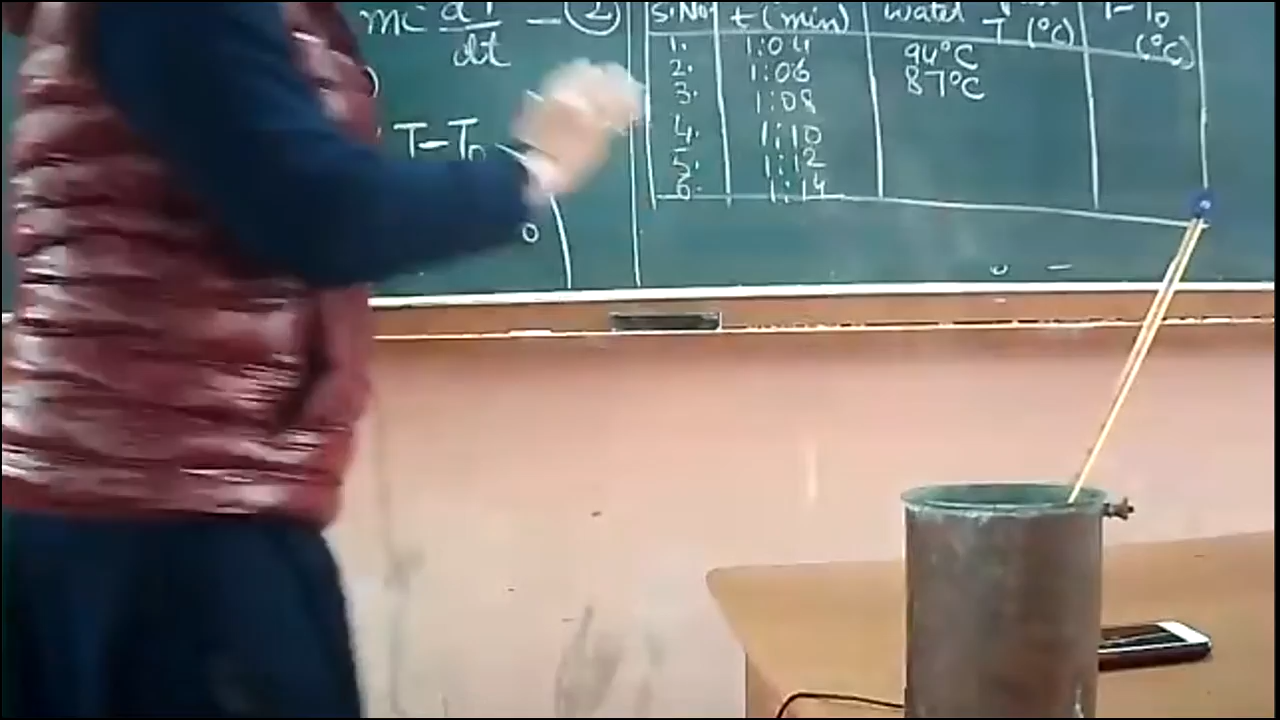 mc dT/dt — ②
T-T₀
S.No. t (min) Water T (°C) T-T₀ (°C)
1. 1:04 94°C
2. 1:06 87°C
3. 1:08
4. 1:10
5. 1:12
6. 1:14